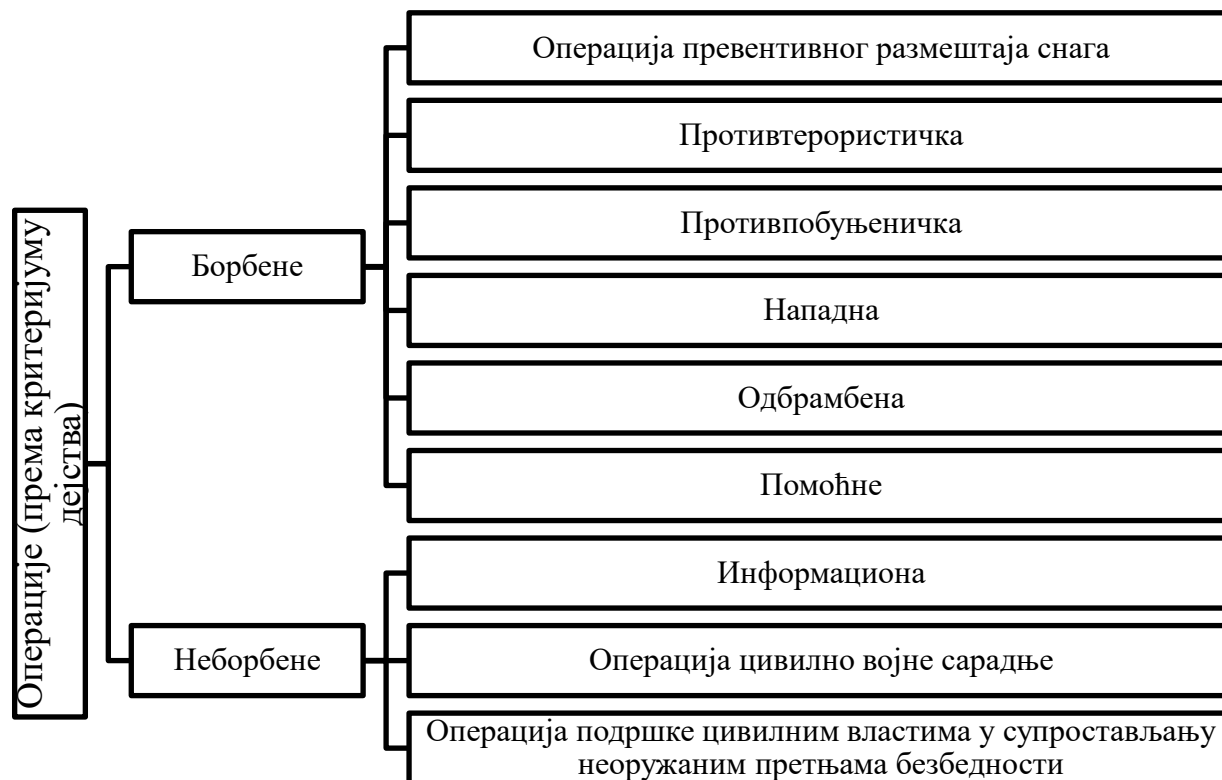 Операције (према критеријуму
дејства)
Борбене
Операција превентивног размештаја снага
Противтерористичка
Противпобуњеничка
Нападна
Одбрамбена
Помоћне
Неборбене
Информациона
Операција цивилно војне сарадње
Операција подршке цивилним властима у супростављању
неоружаним претњама безбедности